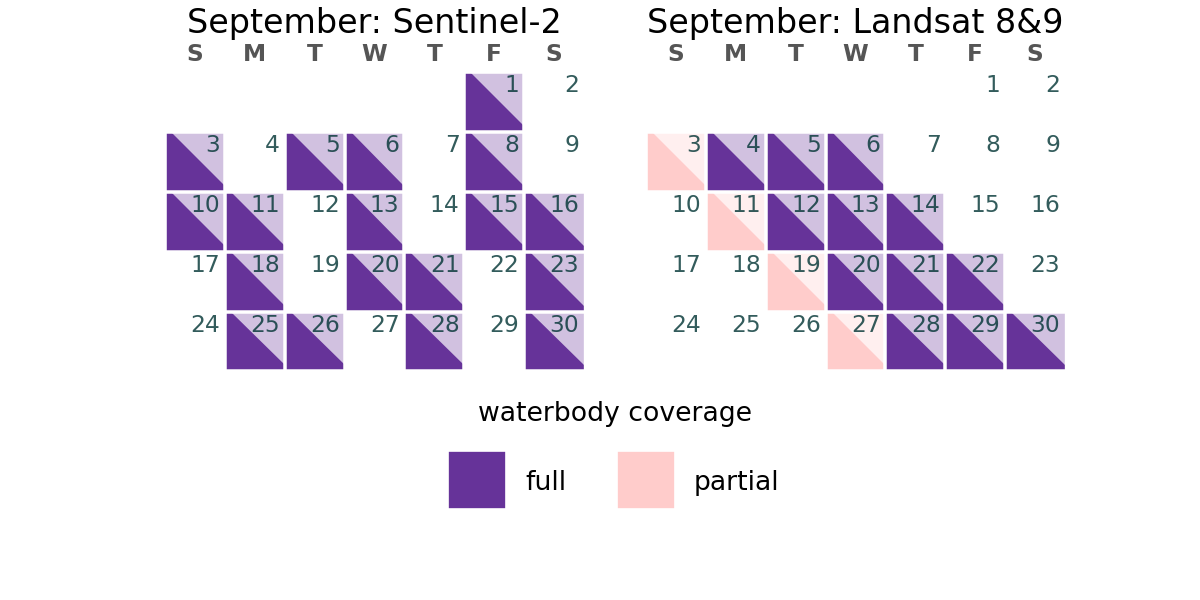 September: Sentinel-2
S M T W T F S
1 2
3 4 5 6 7 8 9
10 11 12 13 14 15 16
17 18 19 20 21 22 23
24 25 26 27 28 29 30
September: Landsat 8&9
S M T W T F S
1 2
3 4 5 6 7 8 9
10 11 12 13 14 15 16
17 18 19 20 21 22 23
24 25 26 27 28 29 30
waterbody coverage
full partial